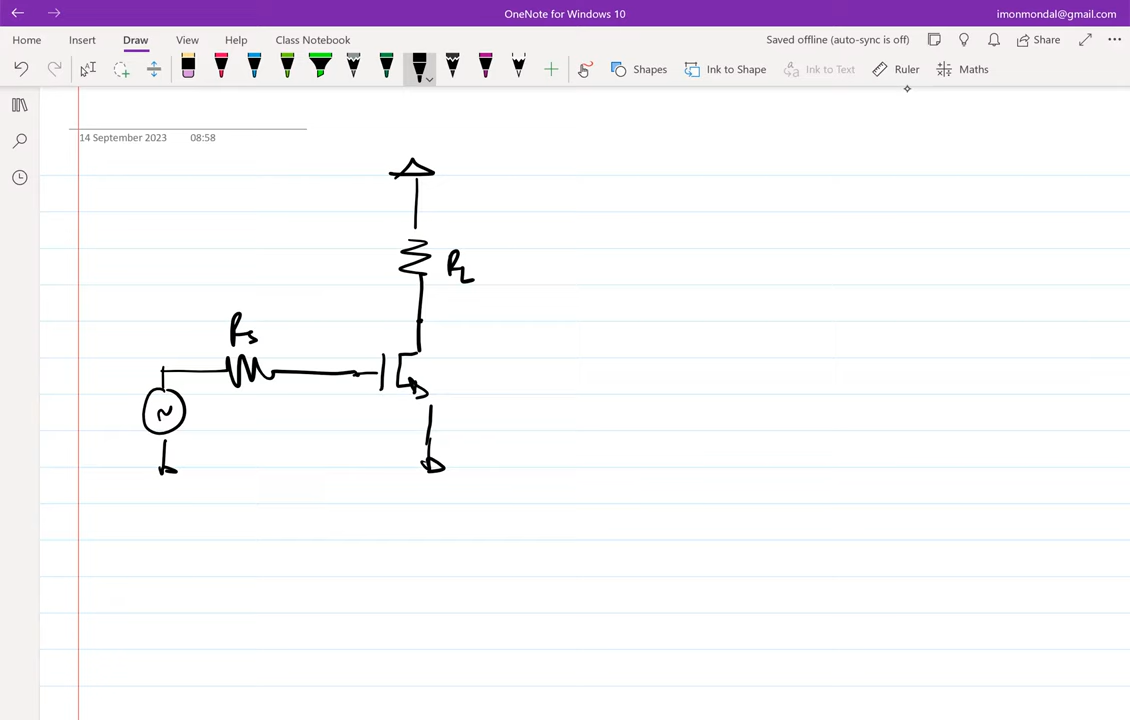 OneNote for Windows 10
imonmondal@gmail.com
Home
Insert
Draw
View
Help
Class Notebook
Saved offline (auto-sync is off)
Share
Shapes
Ink to Shape
Ink to Text
Ruler
Maths
14 September 2023 08:58
RL
Rs